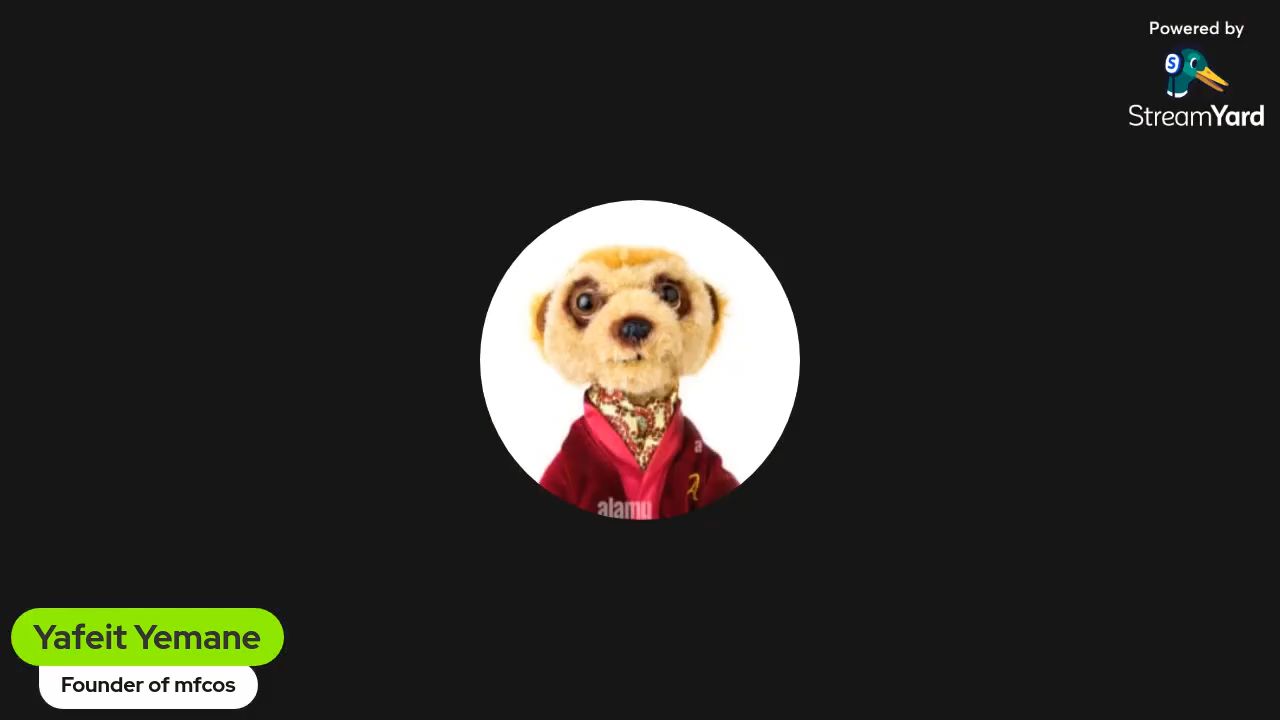 Powered by
S
StreamYard
a
A
alamy
Yafeit Yemane
Founder of mfcos